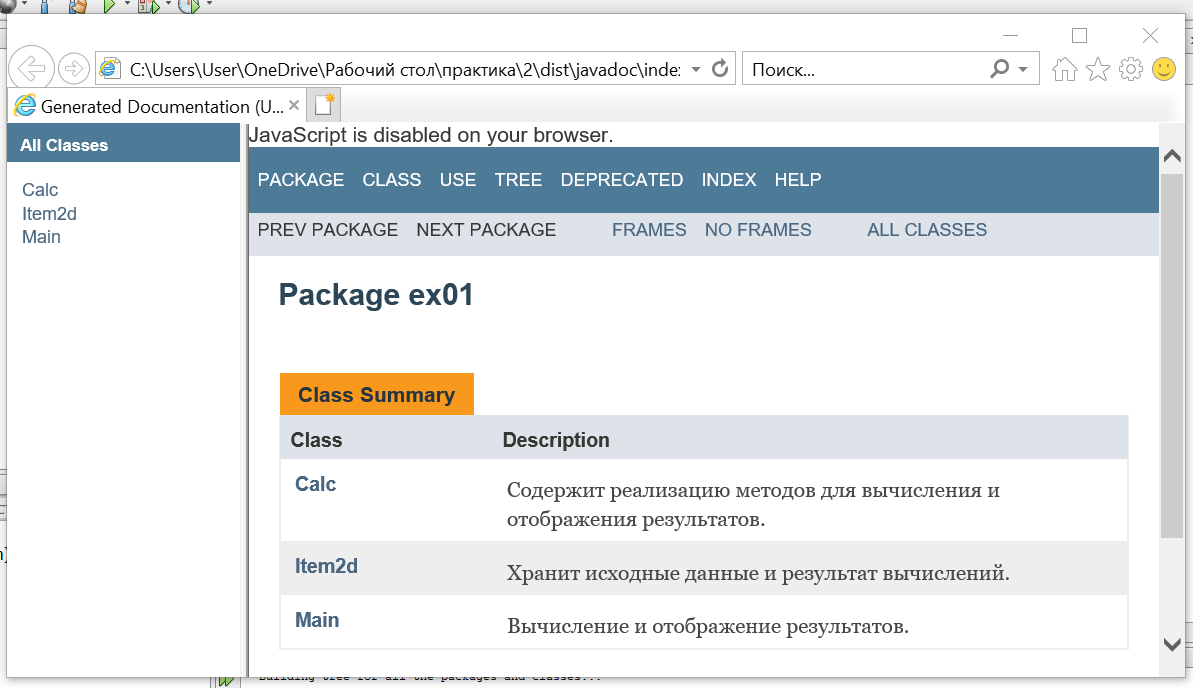 C:\Users\User\OneDrive\Рабочий стол\практика\2\dist\javadoc\inde:
Поиск...
Generated Documentation (U...
All Classes
Calc
Item2d
Main
JavaScript is disabled on your browser.
PACKAGE CLASS USE TREE DEPRECATED INDEX HELP
PREV PACKAGE NEXT PACKAGE FRAMES NO FRAMES ALL CLASSES
Package ex01
Class Summary
Class Description
Calc Содержит реализацию методов для вычисления и
отображения результатов.
Item2d Хранит исходные данные и результат вычислений.
Main Вычисление и отображение результатов.
Building tree for all the packages and classes...